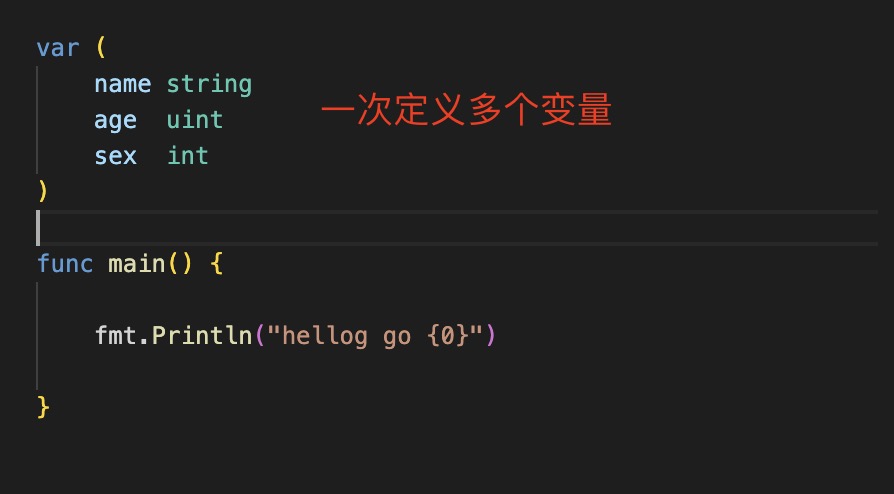 var (
name string
age uint
一次定义多个变量
sex int
)
func main() {
fmt.Println("hellog go {0}")
}